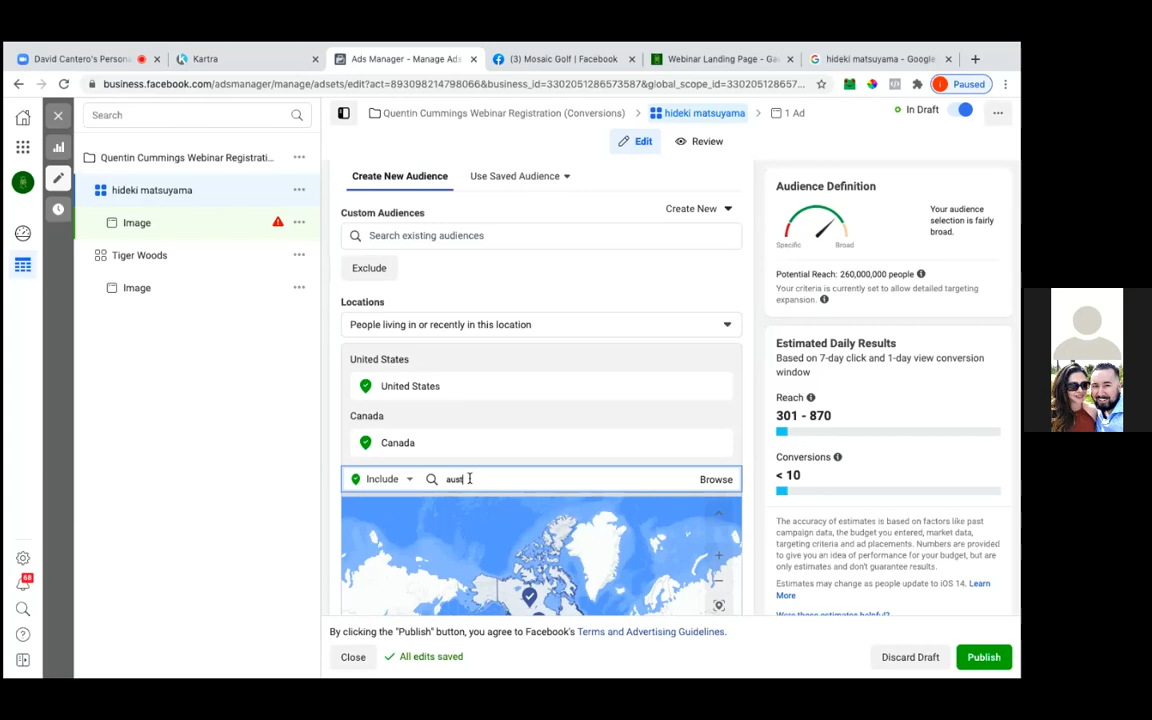 David Cantero's Persona
Kartra
Ads Manager - Manage Ads
(3) Mosaic Golf | Facebook
Webinar Landing Page - Ga
hideki matsuyama - Google
business.facebook.com/adsmanager/manage/adsets/edit?act=893098214798066&business_id=3302051286573587&global_scope_id=330205128657...
Paused
Search
Quentin Cummings Webinar Registration (Conversions)
hideki matsuyama
1 Ad
In Draft
Edit
Review
Quentin Cummings Webinar Registrati...
hideki matsuyama
Image
Tiger Woods
Image
68
Create New Audience
Use Saved Audience
Custom Audiences
Create New
Search existing audiences
Exclude
Locations
People living in or recently in this location
United States
United States
Canada
Canada
Include
aust
Browse
Audience Definition
Your audience
selection is fairly
broad.
Specific
Broad
Potential Reach: 260,000,000 people
Your criteria is currently set to allow detailed targeting
expansion.
Estimated Daily Results
Based on 7-day click and 1-day view conversion
window
Reach
301 - 870
Conversions
< 10
The accuracy of estimates is based on factors like past
campaign data, the budget you entered, market data,
targeting criteria and ad placements. Numbers are provided
to give you an idea of performance for your budget, but are
only estimates and don't guarantee results.
Estimates may change as people update to iOS 14. Learn
More
Were these estimates helpful?
By clicking the "Publish" button, you agree to Facebook's Terms and Advertising Guidelines.
Close
All edits saved
Discard Draft
Publish